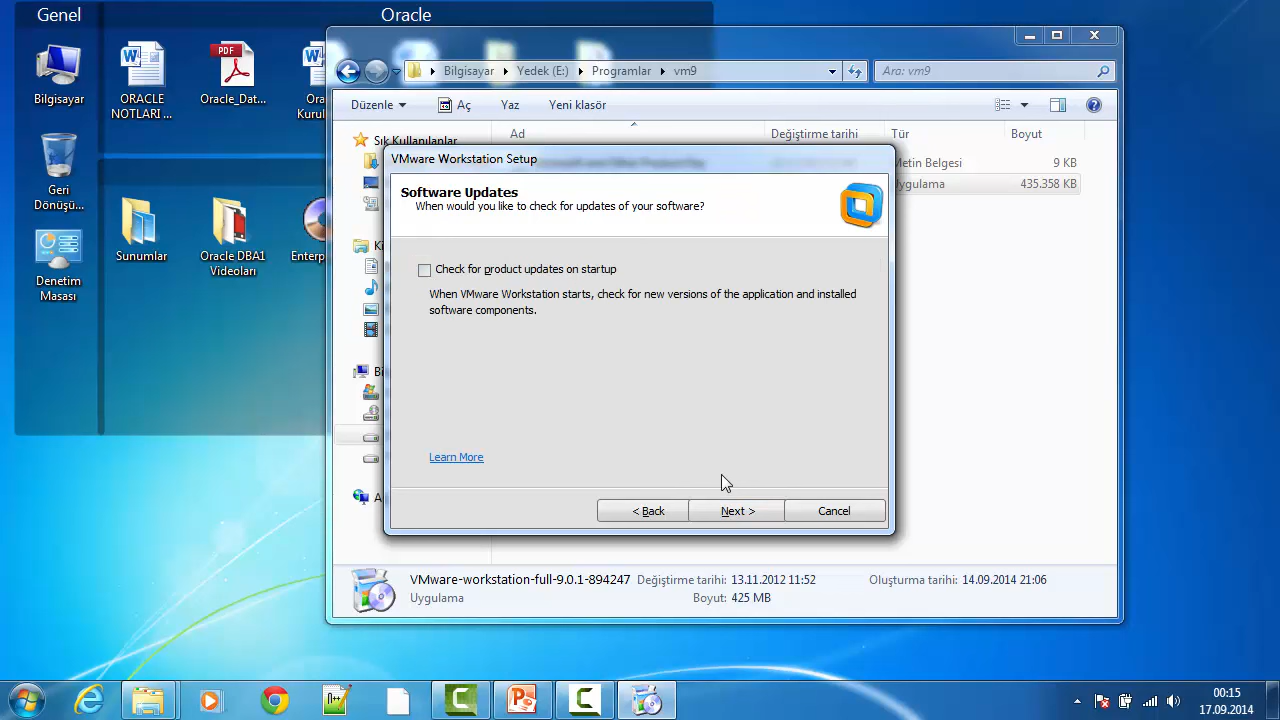 Genel
Oracle
Bilgisayar
ORACLE
NOTLARI ...
PDF
Oracle_Dat...
Geri
Dönüşü...
Denetim
Masası
Sunumlar
Oracle DBA1
Videoları
Enterp
Bilgisayar
Yedek (E:)
Programlar
vm9
Ara: vm9
Düzenle
Aç
Yaz
Yeni klasör
Sık Kullanılanlar
Ad
Değiştirme tarihi
Tür
Boyut
Metin Belgesi
9 KB
Uygulama
435.358 KB
VMware Workstation Setup
Software Updates
When would you like to check for updates of your software?
Check for product updates on startup
When VMware Workstation starts, check for new versions of the application and installed
software components.
Learn More
< Back
Next >
Cancel
VMware-workstation-full-9.0.1-894247
Değiştirme tarihi: 13.11.2012 11:52
Oluşturma tarihi: 14.09.2014 21:06
Uygulama
Boyut: 425 MB
00:15
17.09.2014